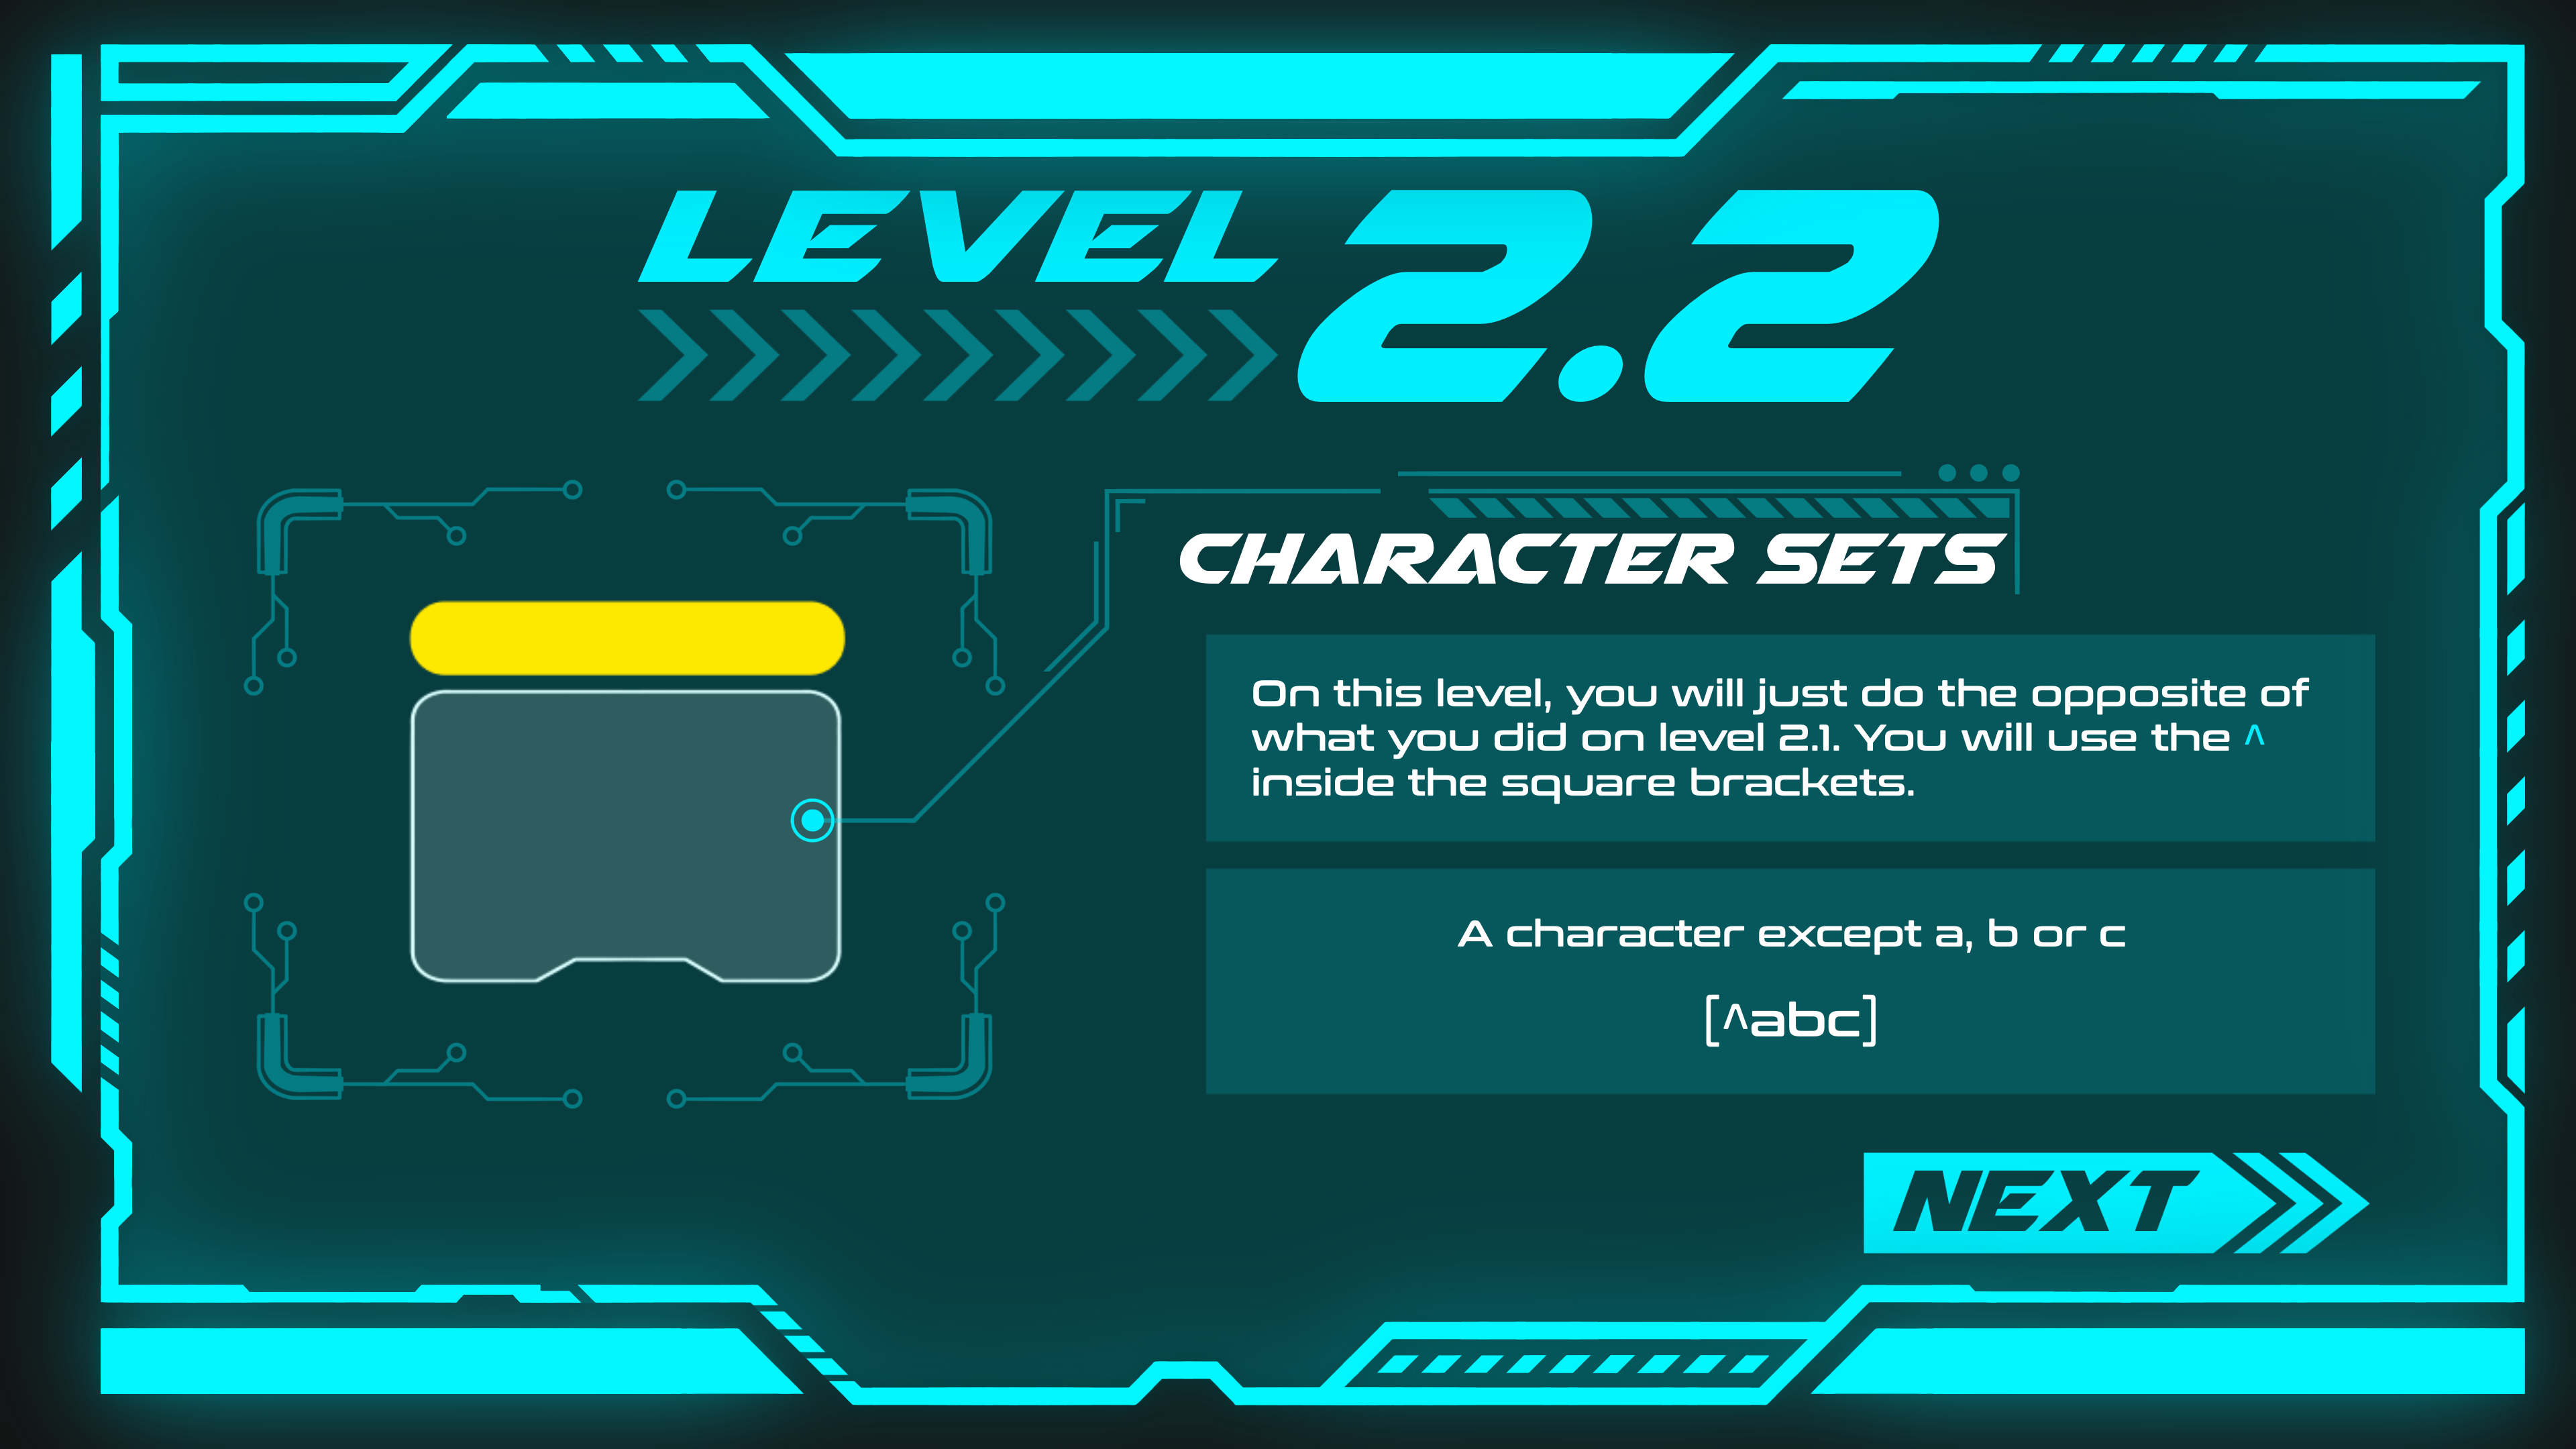 LEVEL 2.2
CHARACTER SETS
On this level, you will just do the opposite of
what you did on level 2.1. You will use the ^
inside the square brackets.
A character except a, b or c
[^abc]
NEXT